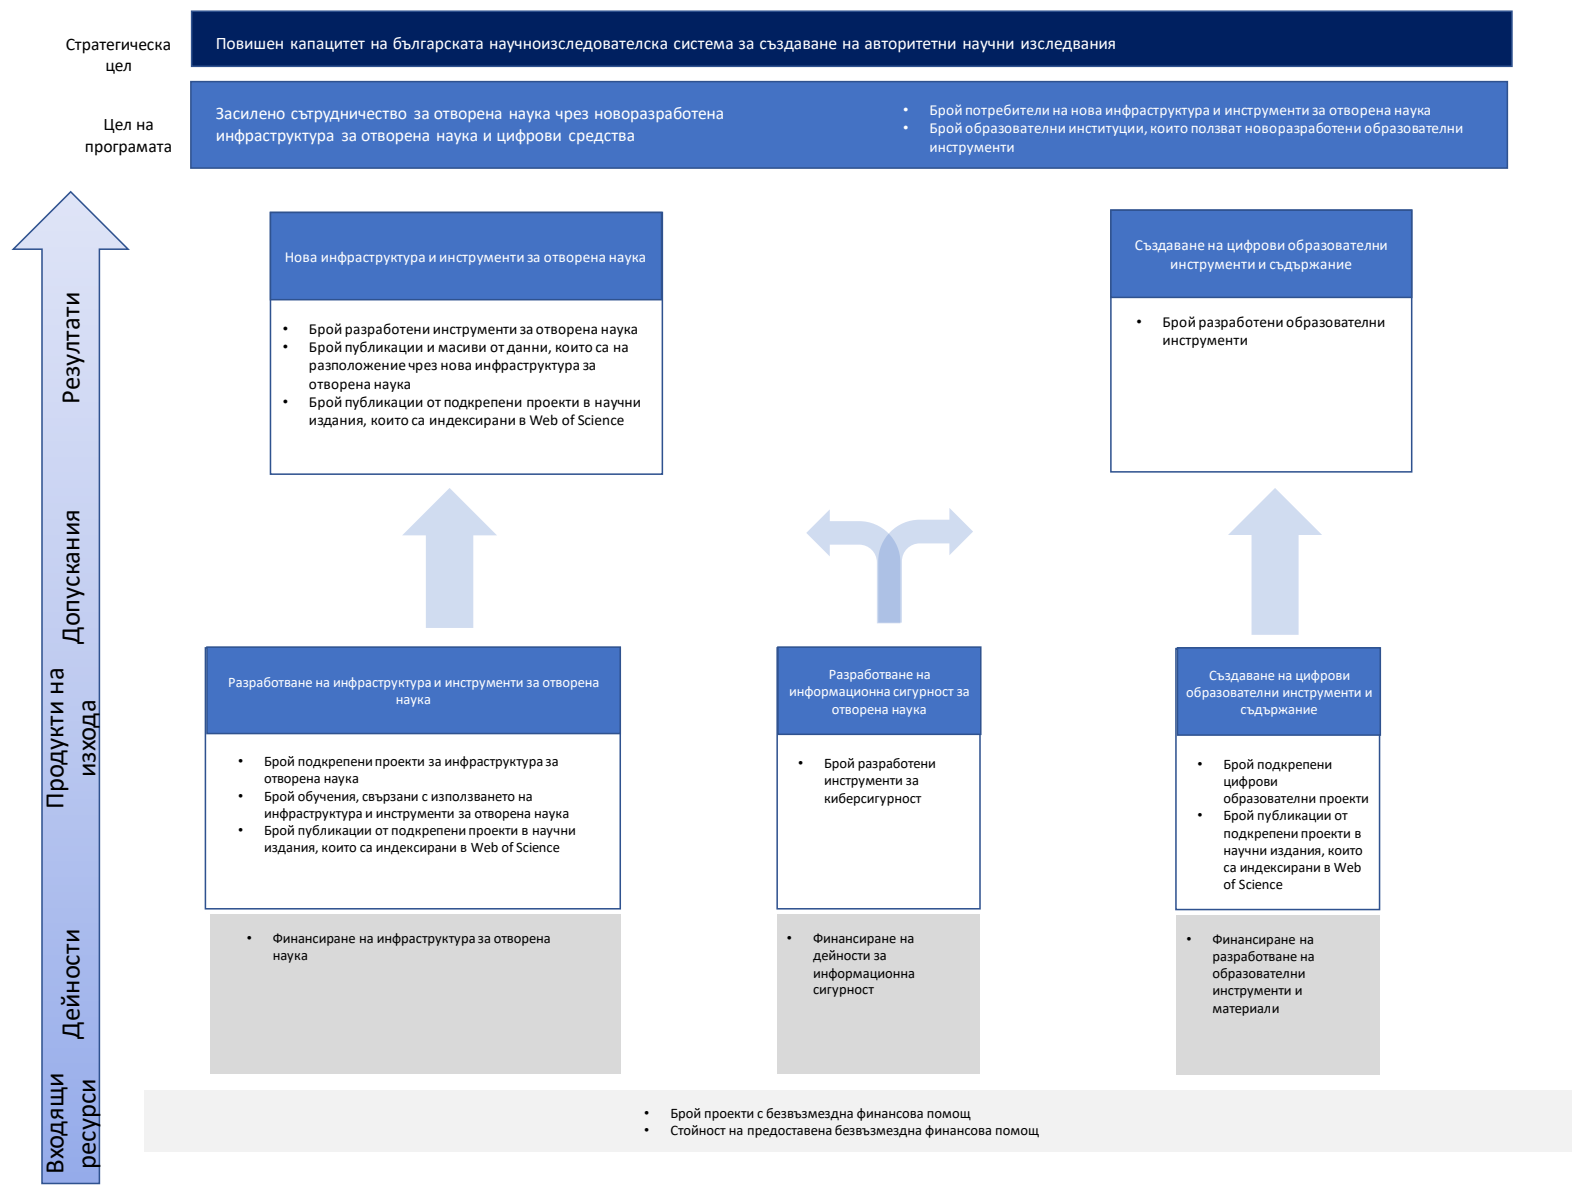 Стратегическа
цел
Повишен капацитет на българската научноизследователска система за създаване на авторитетни научни изследвания
Цел на
програмата
Засилено сътрудничество за отворена наука чрез новоразработена
инфраструктура за отворена наука и цифрови средства
• Брой потребители на нова инфраструктура и инструменти за отворена наука
• Брой образователни институции, които ползват новоразработени образователни
инструменти
Резултати
Нова инфраструктура и инструменти за отворена наука
• Брой разработени инструменти за отворена наука
• Брой публикации и масиви от данни, които са на
разположение чрез нова инфраструктура за
отворена наука
• Брой публикации от подкрепени проекти в научни
издания, които са индексирани в Web of Science
Създаване на цифрови образователни
инструменти и съдържание
• Брой разработени образователни
инструменти
Допускания
Продукти на
изхода
Разработване на инфраструктура и инструменти за отворена
наука
• Брой подкрепени проекти за инфраструктура за
отворена наука
• Брой обучения, свързани с използването на
инфраструктура и инструменти за отворена наука
• Брой публикации от подкрепени проекти в научни
издания, които са индексирани в Web of Science
Разработване на
информационна сигурност за
отворена наука
• Брой разработени
инструменти за
киберсигурност
Създаване на цифрови
образователни инструменти и
съдържание
• Брой подкрепени
цифрови
образователни проекти
• Брой публикации от
подкрепени проекти в
научни издания, които
са индексирани в Web
of Science
Дейности
• Финансиране на инфраструктура за отворена
наука
• Финансиране на
дейности за
информационна
сигурност
• Финансиране на
разработване на
образователни
инструменти и
материали
Входящи
ресурси
• Брой проекти с безвъзмездна финансова помощ
• Стойност на предоставена безвъзмездна финансова помощ